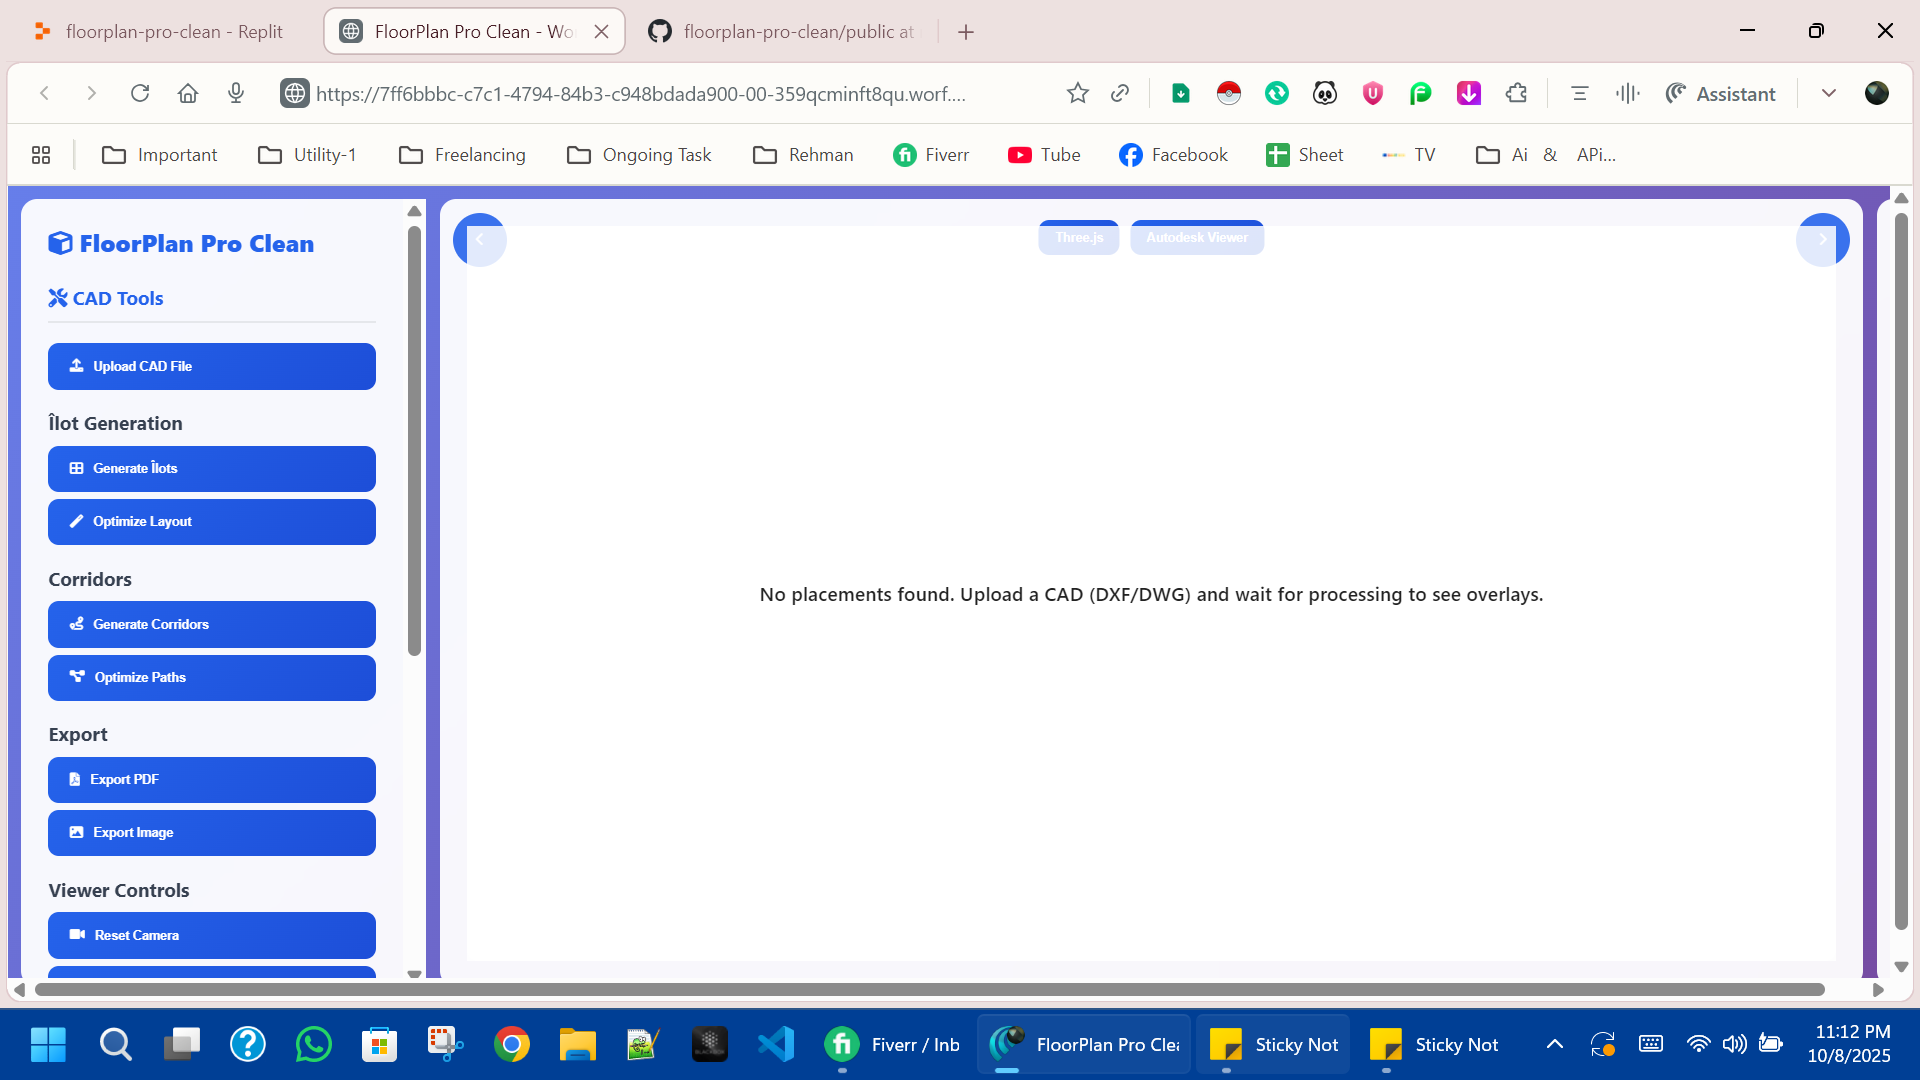 floorplan-pro-clean - Replit
FloorPlan Pro Clean - Wo
floorplan-pro-clean/public at
https://7ff6bbbc-c7c1-4794-84b3-c948bdada900-00-359qcminft8qu.worf....
Assistant
Important
Utility-1
Freelancing
Ongoing Task
Rehman
Fiverr
Tube
Facebook
Sheet
TV
Ai & APi...
FloorPlan Pro Clean
CAD Tools
Upload CAD File
Îlot Generation
Generate Îlots
Optimize Layout
Corridors
Generate Corridors
Optimize Paths
Export
Export PDF
Export Image
Viewer Controls
Reset Camera
Three.js
Autodesk Viewer
No placements found. Upload a CAD (DXF/DWG) and wait for processing to see overlays.
Fiverr / Inb
FloorPlan Pro Clea
Sticky Not
Sticky Not
11:12 PM
10/8/2025